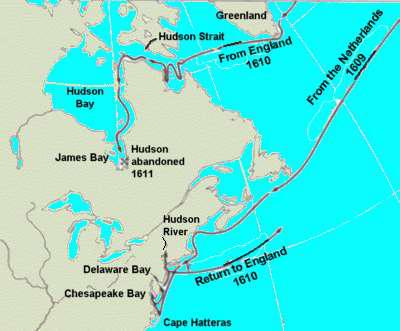 Greenland
Hudson Strait
From England
1610
From the Netherlands
1609
Hudson
Bay
James Bay
Hudson
abandoned
1611
Hudson
River
Return to England
1610
Delaware Bay
Chesapeake Bay
Cape Hatteras